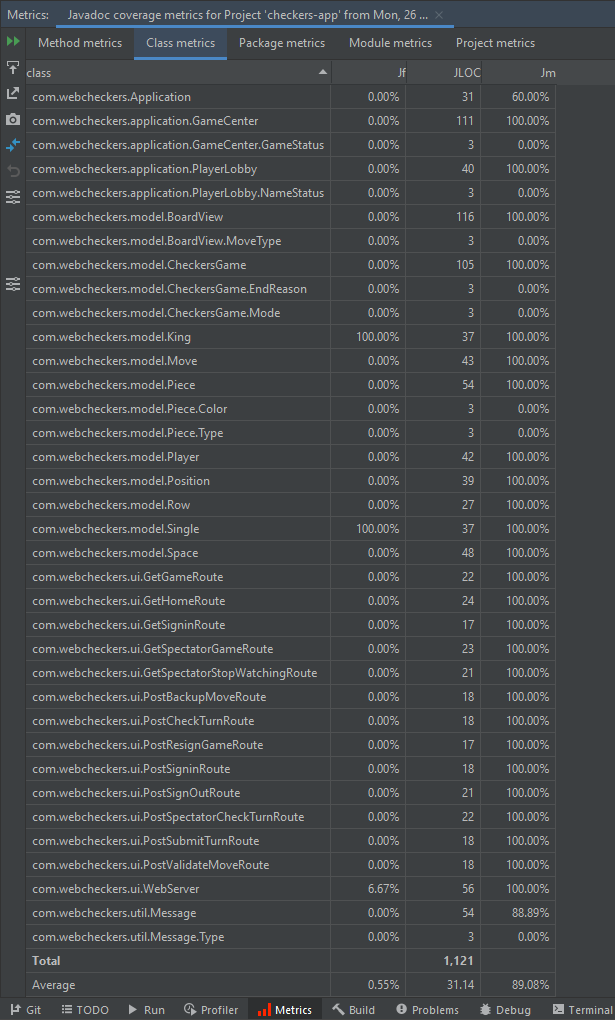 Metrics: Javadoc coverage metrics for Project 'checkers-app' from Mon, 26 ...
Method metrics Class metrics Package metrics Module metrics Project metrics
class Jf JLOC Jm
com.webcheckers.Application 0.00% 31 60.00%
com.webcheckers.application.GameCenter 0.00% 111 100.00%
com.webcheckers.application.GameCenter.GameStatus 0.00% 3 0.00%
com.webcheckers.application.PlayerLobby 0.00% 40 100.00%
com.webcheckers.application.PlayerLobby.NameStatus 0.00% 3 0.00%
com.webcheckers.model.BoardView 0.00% 116 100.00%
com.webcheckers.model.BoardView.MoveType 0.00% 3 0.00%
com.webcheckers.model.CheckersGame 0.00% 105 100.00%
com.webcheckers.model.CheckersGame.EndReason 0.00% 3 0.00%
com.webcheckers.model.CheckersGame.Mode 0.00% 3 0.00%
com.webcheckers.model.King 100.00% 37 100.00%
com.webcheckers.model.Move 0.00% 43 100.00%
com.webcheckers.model.Piece 0.00% 54 100.00%
com.webcheckers.model.Piece.Color 0.00% 3 0.00%
com.webcheckers.model.Piece.Type 0.00% 3 0.00%
com.webcheckers.model.Player 0.00% 42 100.00%
com.webcheckers.model.Position 0.00% 39 100.00%
com.webcheckers.model.Row 0.00% 27 100.00%
com.webcheckers.model.Single 100.00% 37 100.00%
com.webcheckers.model.Space 0.00% 48 100.00%
com.webcheckers.ui.GetGameRoute 0.00% 22 100.00%
com.webcheckers.ui.GetHomeRoute 0.00% 24 100.00%
com.webcheckers.ui.GetSigninRoute 0.00% 17 100.00%
com.webcheckers.ui.GetSpectatorGameRoute 0.00% 23 100.00%
com.webcheckers.ui.GetSpectatorStopWatchingRoute 0.00% 21 100.00%
com.webcheckers.ui.PostBackupMoveRoute 0.00% 18 100.00%
com.webcheckers.ui.PostCheckTurnRoute 0.00% 18 100.00%
com.webcheckers.ui.PostResignGameRoute 0.00% 17 100.00%
com.webcheckers.ui.PostSigninRoute 0.00% 18 100.00%
com.webcheckers.ui.PostSignOutRoute 0.00% 21 100.00%
com.webcheckers.ui.PostSpectatorCheckTurnRoute 0.00% 22 100.00%
com.webcheckers.ui.PostSubmitTurnRoute 0.00% 18 100.00%
com.webcheckers.ui.PostValidateMoveRoute 0.00% 18 100.00%
com.webcheckers.ui.WebServer 6.67% 56 100.00%
com.webcheckers.util.Message 0.00% 54 88.89%
com.webcheckers.util.Message.Type 0.00% 3 0.00%
Total 1,121
Average 0.55% 31.14 89.08%
Git TODO Run Profiler Metrics Build Problems Debug Terminal